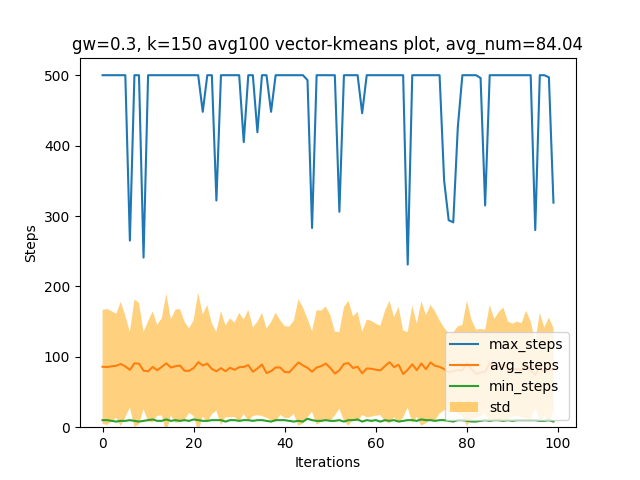 gw=0.3, k=150 avg100 vector-kmeans plot, avg_num=84.04
500
400
300
200
100
0
Steps
max_steps
avg_steps
min_steps
std
0 20 40 60 80 100
Iterations